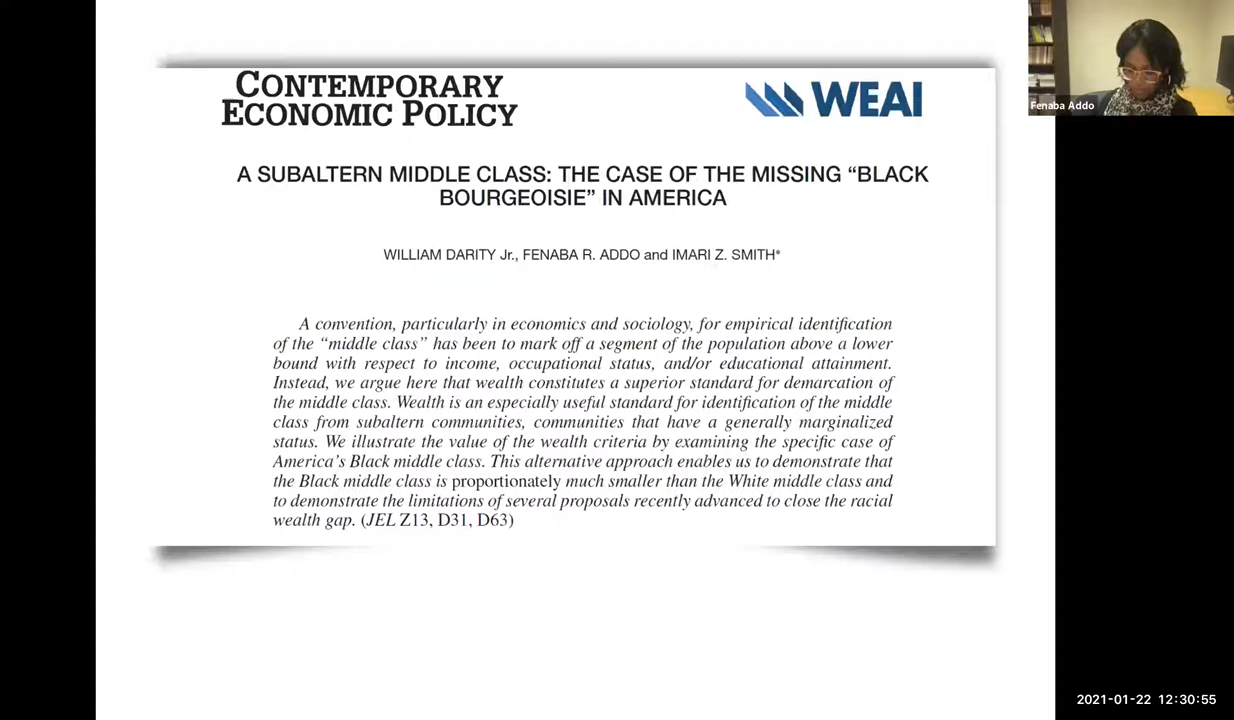 CONTEMPORARY
ECONOMIC POLICY
WEAI
Fenaba Addo
A SUBALTERN MIDDLE CLASS: THE CASE OF THE MISSING “BLACK
BOURGEOISIE” IN AMERICA
WILLIAM DARITY Jr., FENABA R. ADDO and IMARI Z. SMITH*
A convention, particularly in economics and sociology, for empirical identification
of the “middle class” has been to mark off a segment of the population above a lower
bound with respect to income, occupational status, and/or educational attainment.
Instead, we argue here that wealth constitutes a superior standard for demarcation of
the middle class. Wealth is an especially useful standard for identification of the middle
class from subaltern communities, communities that have a generally marginalized
status. We illustrate the value of the wealth criteria by examining the specific case of
America’s Black middle class. This alternative approach enables us to demonstrate that
the Black middle class is proportionately much smaller than the White middle class and
to demonstrate the limitations of several proposals recently advanced to close the racial
wealth gap. (JEL Z13, D31, D63)
2021-01-22 12:30:55